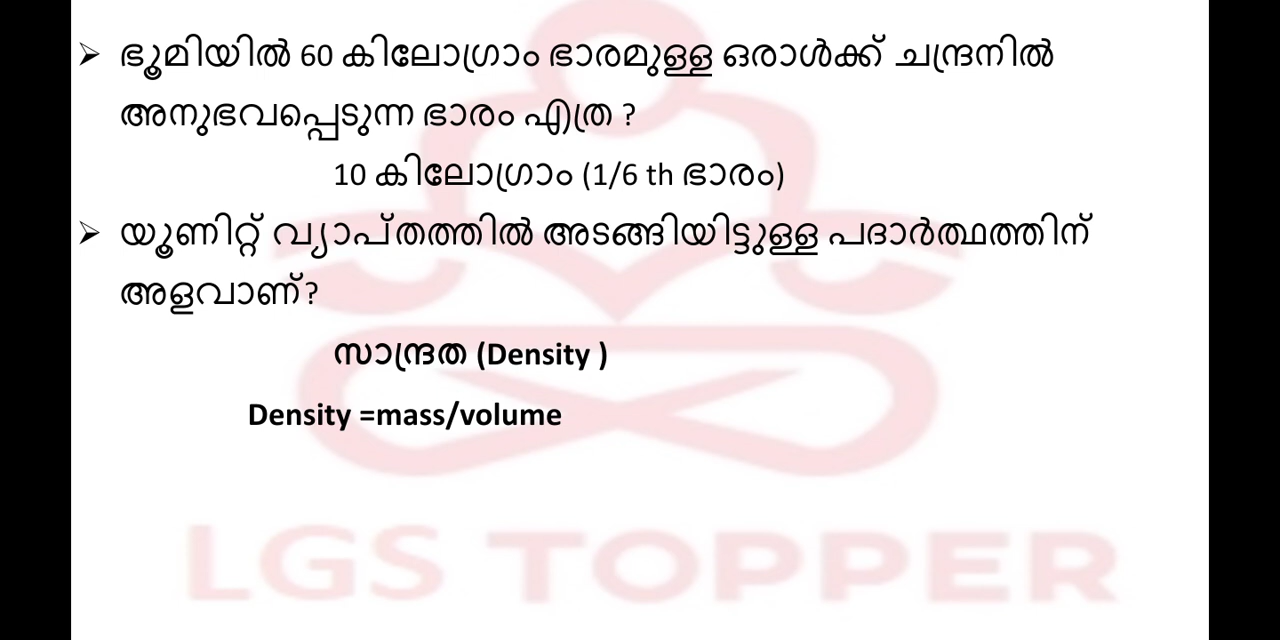 ➢ ഭൂമിയിൽ 60 കിലോഗ്രാം ഭാരമുള്ള ഒരാൾക്ക് ചന്ദ്രനിൽ
അനുഭവപ്പെടുന്ന ഭാരം എത്ര ?
10 കിലോഗ്രാം (1/6 th ഭാരം)
➢ യൂണിറ്റ് വ്യാപ്തത്തിൽ അടങ്ങിയിട്ടുള്ള പദാർത്ഥത്തിന്
അളവാണ്?
സാന്ദ്രത (Density )
Density =mass/volume
LGS TOPPER